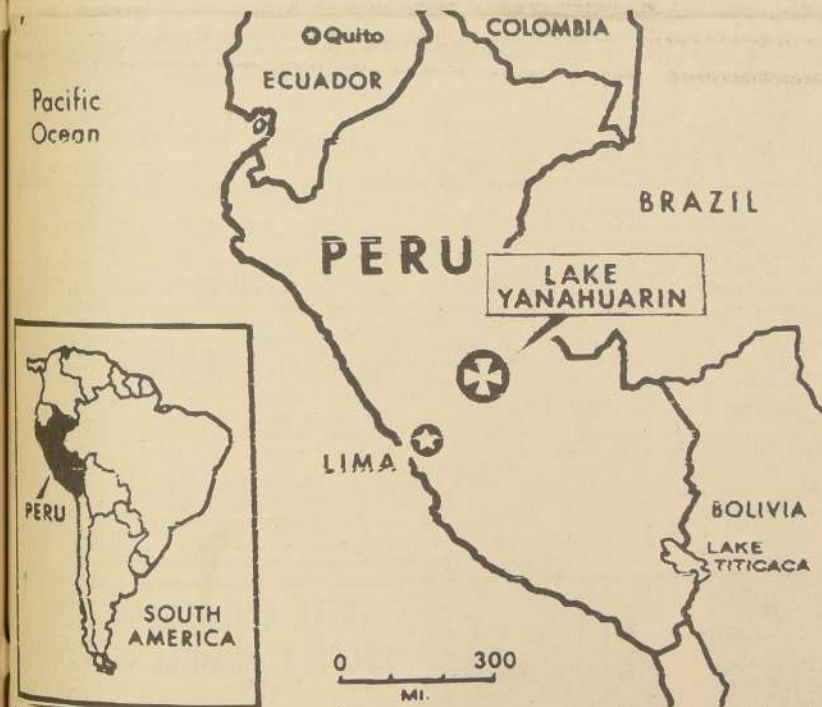 Quito
COLOMBIA
ECUADOR
Pacific
Ocean
BRAZIL
PERU
LAKE
YANAHUARIN
LIMA
PERU
BOLIVIA
LAKE
TITICACA
SOUTH
AMERICA
0 300
MI.